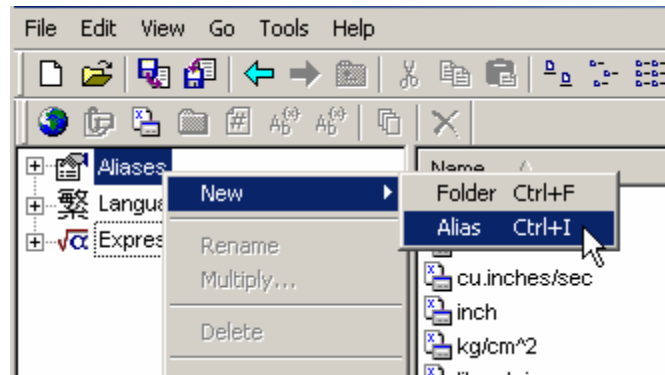 File Edit View Go Tools Help
Aliases
繁 Langua
√α Expres
New
Rename
Multiply...
Delete
Name
Folder Ctrl+F
Alias Ctrl+I
cu.inches/sec
inch
kg/cm^2